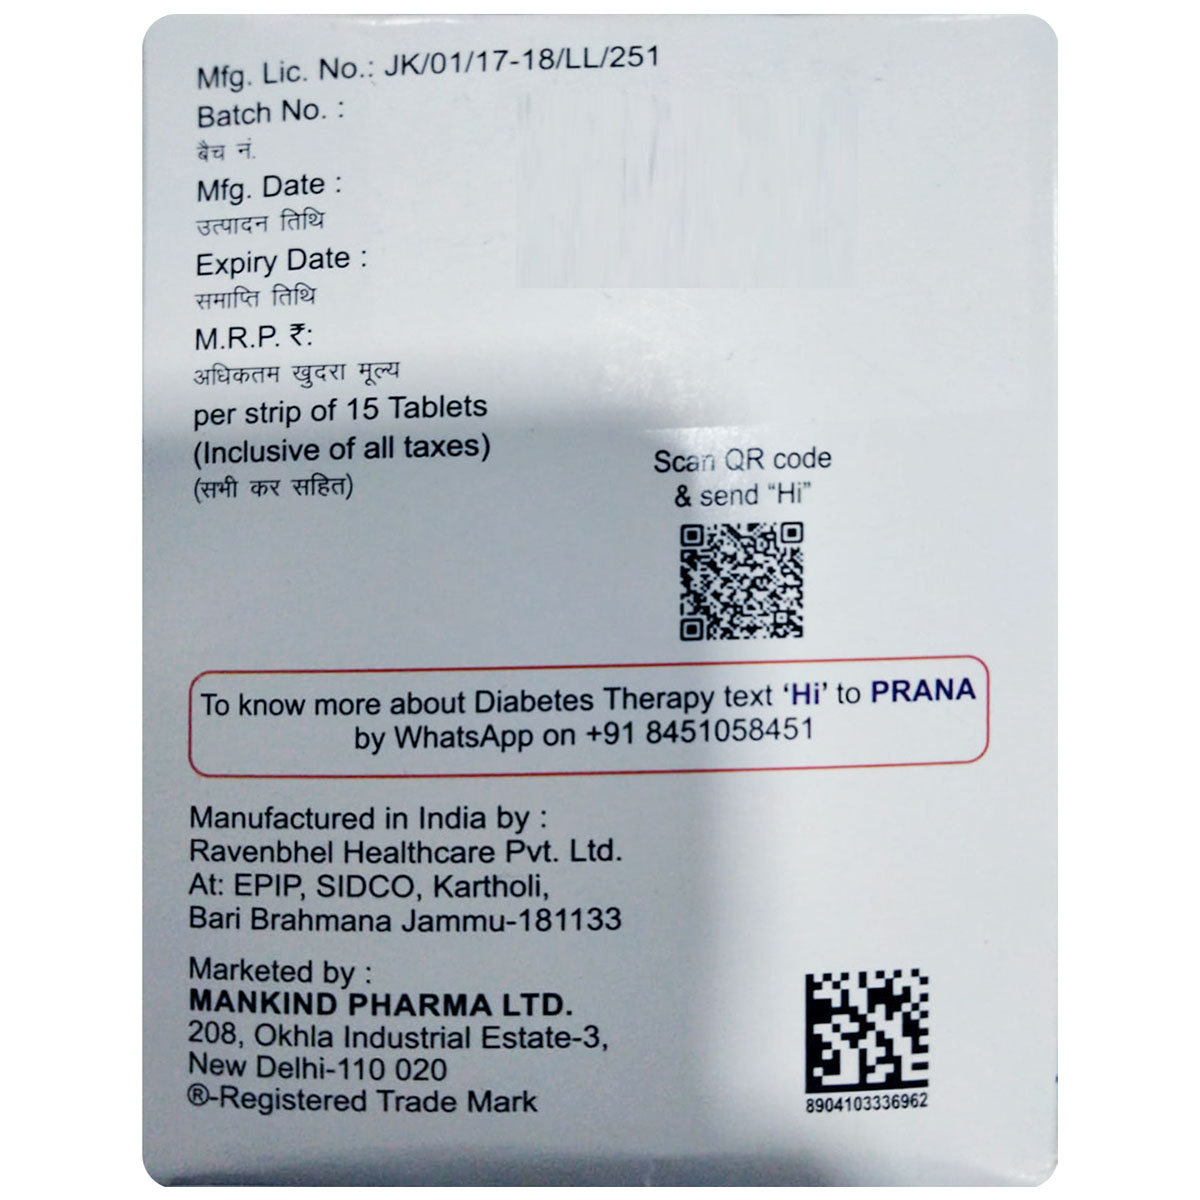 Mfg. Lic. No.: JK/01/17-18/LL/251
Batch No. :
बैच नं.
Mfg. Date :
उत्पादन तिथि
Expiry Date :
समाप्ति तिथि
M.R.P. ₹:
अधिकतम खुदरा मूल्य
per strip of 15 Tablets
(Inclusive of all taxes)
(सभी कर सहित)
Scan QR code
& send “Hi”
To know more about Diabetes Therapy text ‘Hi’ to PRANA
by WhatsApp on +91 8451058451
Manufactured in India by :
Ravenbhel Healthcare Pvt. Ltd.
At: EPIP, SIDCO, Kartholi,
Bari Brahmana Jammu-181133
Marketed by :
MANKIND PHARMA LTD.
208, Okhla Industrial Estate-3,
New Delhi-110 020
®-Registered Trade Mark
8904103336962